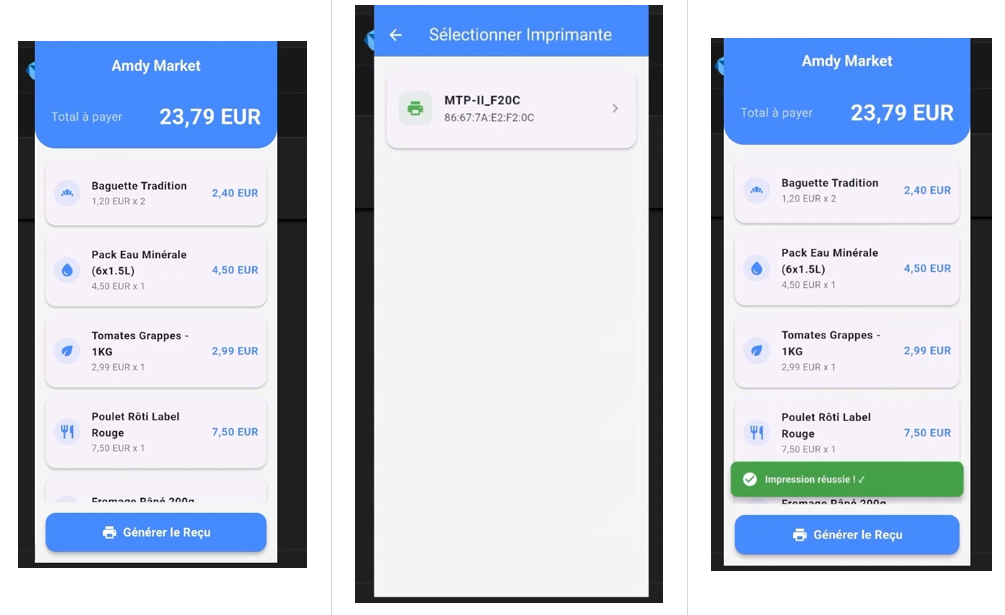 Amdy Market
Total à payer 23,79 EUR
Baguette Tradition
1,20 EUR x 2
2,40 EUR
Pack Eau Minérale
(6x1.5L)
4,50 EUR x 1
4,50 EUR
Tomates Grappes -
1KG
2,99 EUR x 1
2,99 EUR
Poulet Rôti Label
Rouge
7,50 EUR x 1
7,50 EUR
Fromage Râpé 200g
Générer le Reçu
Sélectionner Imprimante
MTP-II_F20C
86:67:7A:E2:F2:0C
Amdy Market
Total à payer 23,79 EUR
Baguette Tradition
1,20 EUR x 2
2,40 EUR
Pack Eau Minérale
(6x1.5L)
4,50 EUR x 1
4,50 EUR
Tomates Grappes -
1KG
2,99 EUR x 1
2,99 EUR
Poulet Rôti Label
Rouge
7,50 EUR x 1
7,50 EUR
Impression réussie ! ✓
Fromage Râpé 200g
Générer le Reçu